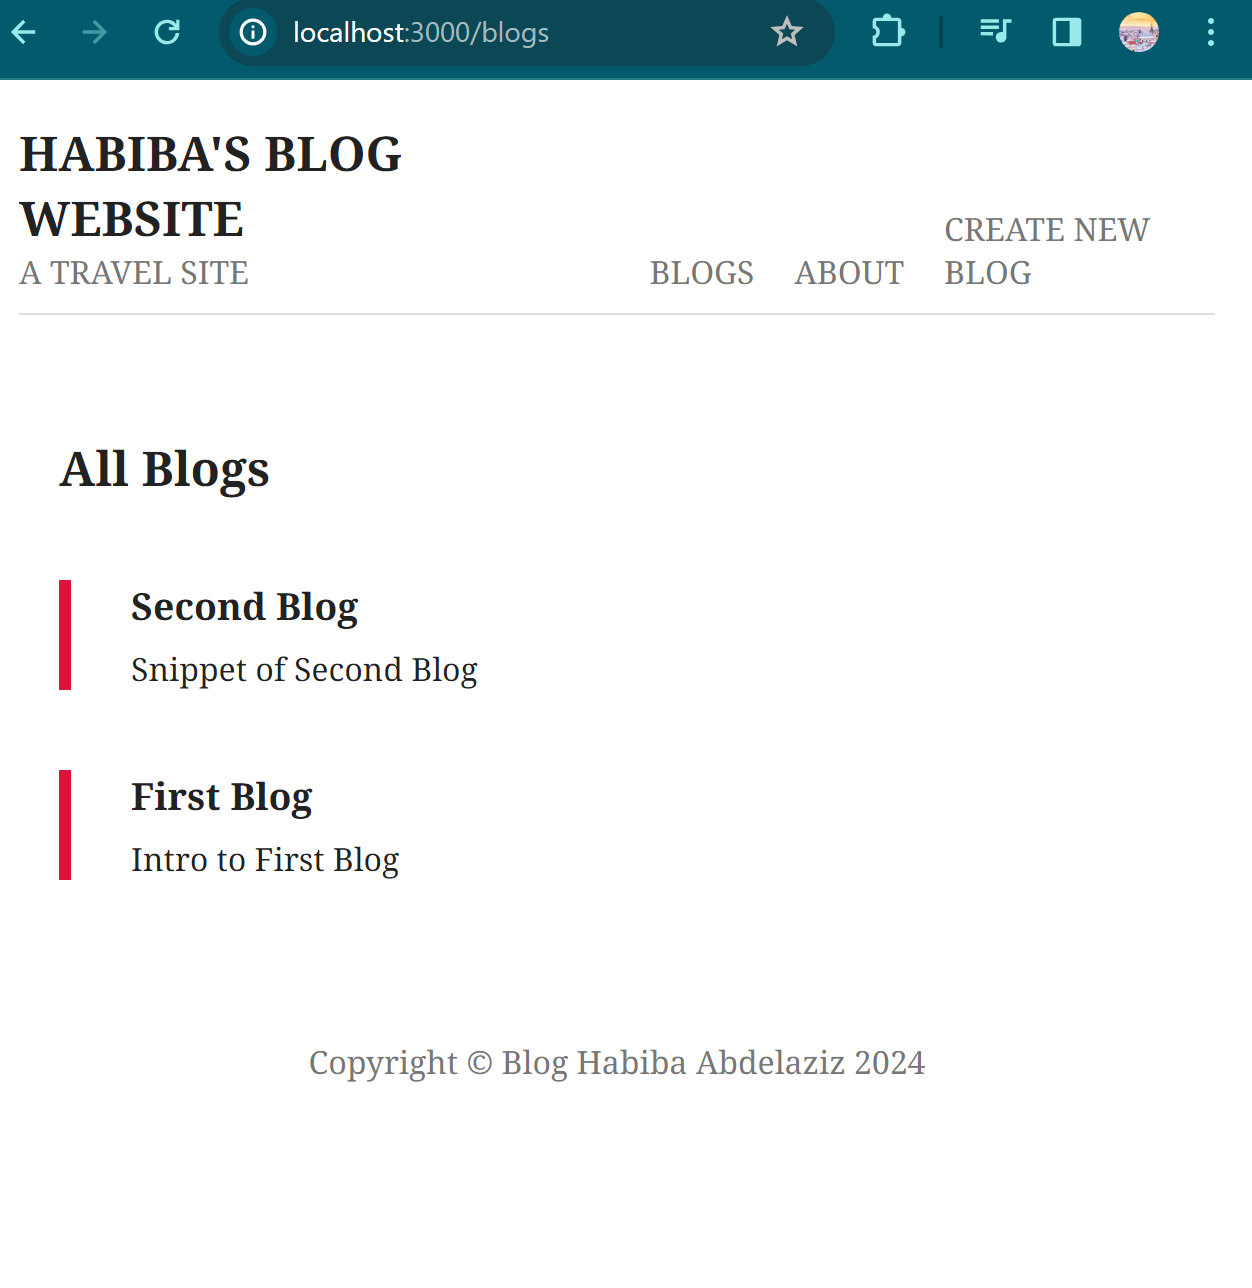 localhost:3000/blogs
HABIBA'S BLOG
WEBSITE
A TRAVEL SITE
BLOGS
ABOUT
CREATE NEW
BLOG
All Blogs
Second Blog
Snippet of Second Blog
First Blog
Intro to First Blog
Copyright © Blog Habiba Abdelaziz 2024